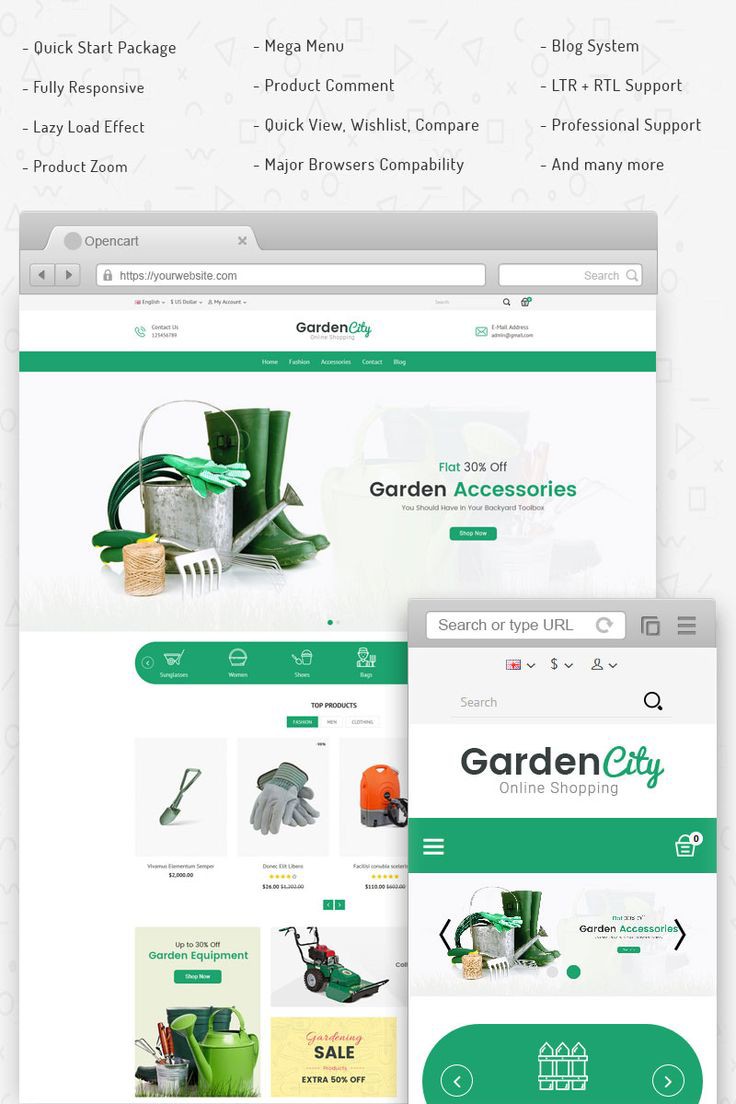 - Quick Start Package
- Fully Responsive
- Lazy Load Effect
- Product Zoom
- Mega Menu
- Product Comment
- Quick View, Wishlist, Compare
- Major Browsers Compability
- Blog System
- LTR + RTL Support
- Professional Support
- And many more
Opencart
https://yourwebsite.com
Search
English $ US Dollar My Account
Search
Contact Us
123456789
GardenCity
Online Shopping
E-Mail Address
admin@gmail.com
Home Fashion Accessories Contact Blog
Flat 30% Off
Garden Accessories
You Should Have In Your Backyard Toolbox
Shop Now
Sunglasses Women Shoes Bags
TOP PRODUCTS
FASHION MEN CLOTHING
Vivamus Elementum Semper
$2,000.00
-98%
Donec Elit Libens
$26.00 $1,202.00
Facilisi conubia sceleris
$110.00 $602.00
Up to 30% Off
Garden Equipment
Shop Now
Coll
Gardening
SALE
Products
EXTRA 50% OFF
Search or type URL
$
Search
GardenCity
Online Shopping
0
Flat 30% Off
Garden Accessories